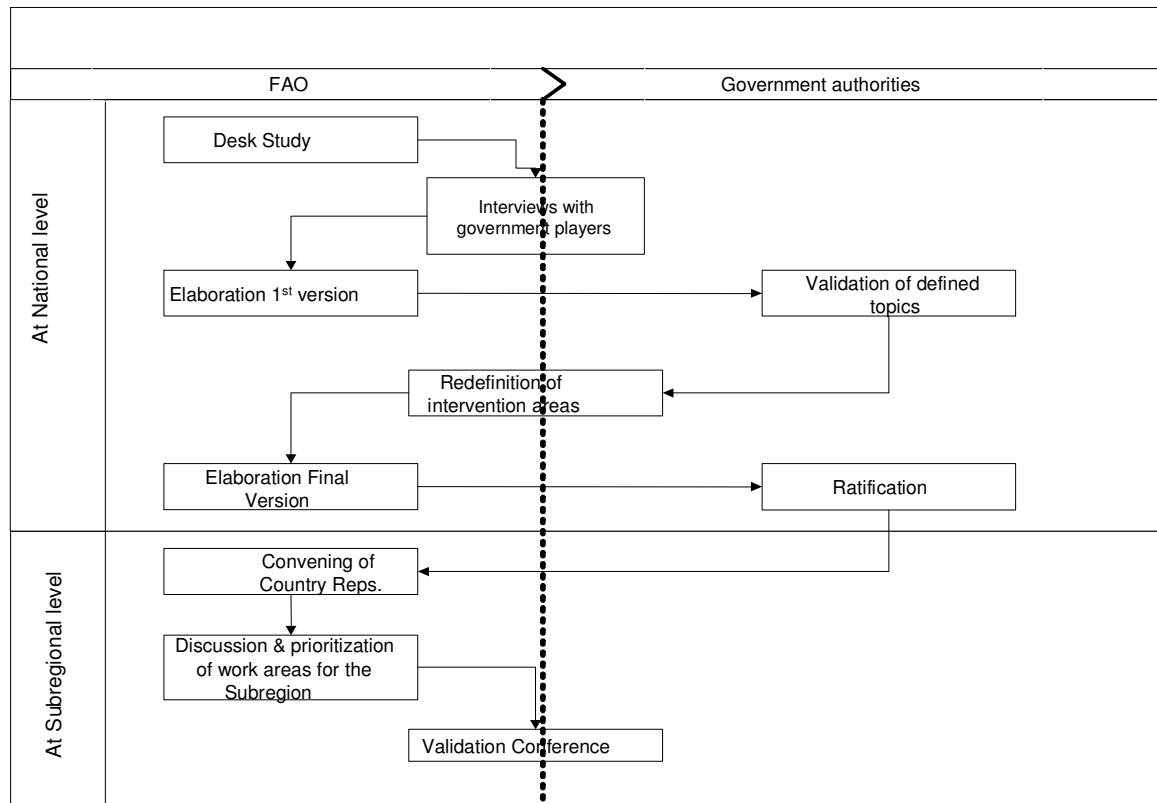 FAO
Government authorities
At National level
Desk Study
Interviews with
government players
Elaboration 1st version
Validation of defined
topics
Redefinition of
intervention areas
Elaboration Final
Version
Ratification
At Subregional level
Convening of
Country Reps.
Discussion & prioritization
of work areas for the
Subregion
Validation Conference